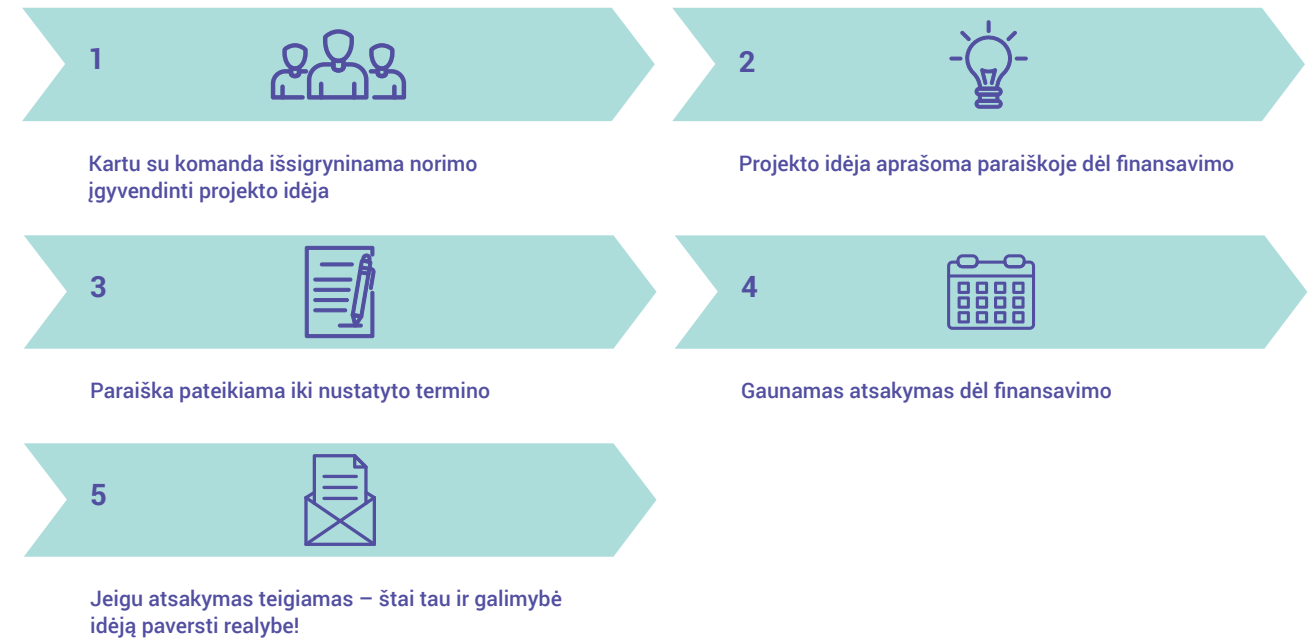 1
Kartu su komanda išsigryninama norimo
įgyvendinti projekto idėja
2
Projekto idėja aprašoma paraiškoje dėl finansavimo
3
Paraiška pateikiama iki nustatyto termino
4
Gaunamas atsakymas dėl finansavimo
5
Jeigu atsakymas teigiamas – štai tau ir galimybė
idėją paversti realybe!